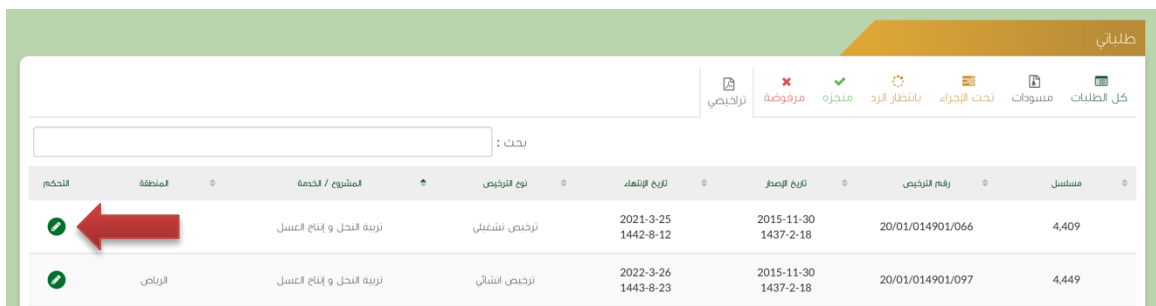 طلباتي
كل الطلبات مسودات تحت الإجراء بانتظار الرد منجزه مرفوضة تراخيصي
بحث :
مسلسل رقم الترخيص تاريخ الإصدار تاريخ الإنتهاء نوع الترخيص المشروع / الخدمة المنطقة التحكم
4,409 20/01/014901/066 2015-11-30 2021-3-25 ترخيص تشغيلي تربية النحل و إنتاج العسل
1437-2-18 1442-8-12
4,449 20/01/014901/097 2015-11-30 2022-3-26 ترخيص انشائي تربية النحل و إنتاج العسل الرياض
1437-2-18 1443-8-23